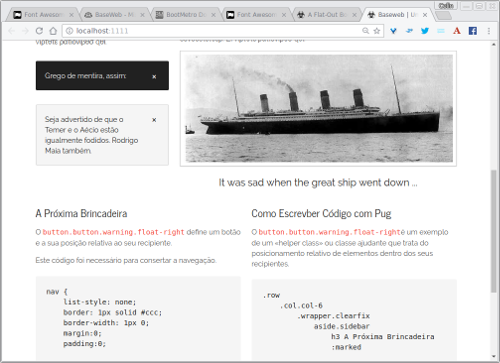 Celio
Font Awesom
BaseWeb - M
BootMetro D
Font Awesom
A Flat-Out B
Baseweb | Un
localhost:1111
Grego de mentira, assim: ×
Seja advertido de que o ×
Temer e o Aécio estão
igualmente fodidos. Rodrigo
Maia também.
It was sad when the great ship went down ...
A Próxima Brincadeira
O button.button.warning.float-right define um botão
e a sua posição relativa ao seu recipiente.
Este código foi necessário para consertar a navegação.
nav {
list-style: none;
border: 1px solid #ccc;
border-width: 1px 0;
margin:0;
padding:0;
Como Escrevber Código com Pug
O button.button.warning.float-right é um exemplo
de um «helper class» ou classe ajudante que trata do
posicionamento relativo de elementos dentro dos seus
recipientes.
.row
.col.col-6
.wrapper.clearfix
aside.sidebar
h3 A Próxima Brincadeira
:marked